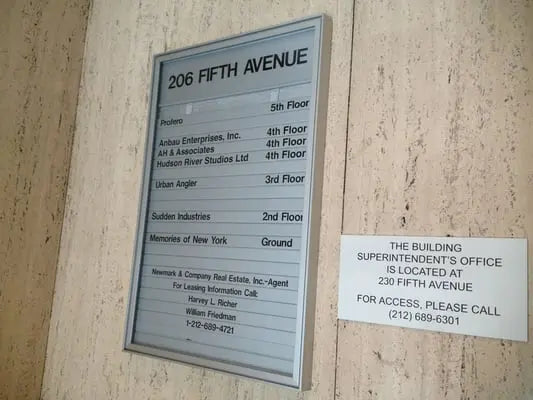 206 FIFTH AVENUE
Profero 5th Floor
Anbau Enterprises, Inc. 4th Floor
AH & Associates 4th Floor
Hudson River Studios Ltd 4th Floor
Urban Angler 3rd Floor
Sudden Industries 2nd Floor
Memories of New York Ground
Newmark & Company Real Estate, Inc.-Agent
For Leasing Information Call:
Harvey L. Richer
William Friedman
1-212-689-4721
THE BUILDING
SUPERINTENDENT'S OFFICE
IS LOCATED AT
230 FIFTH AVENUE
FOR ACCESS, PLEASE CALL
(212) 689-6301